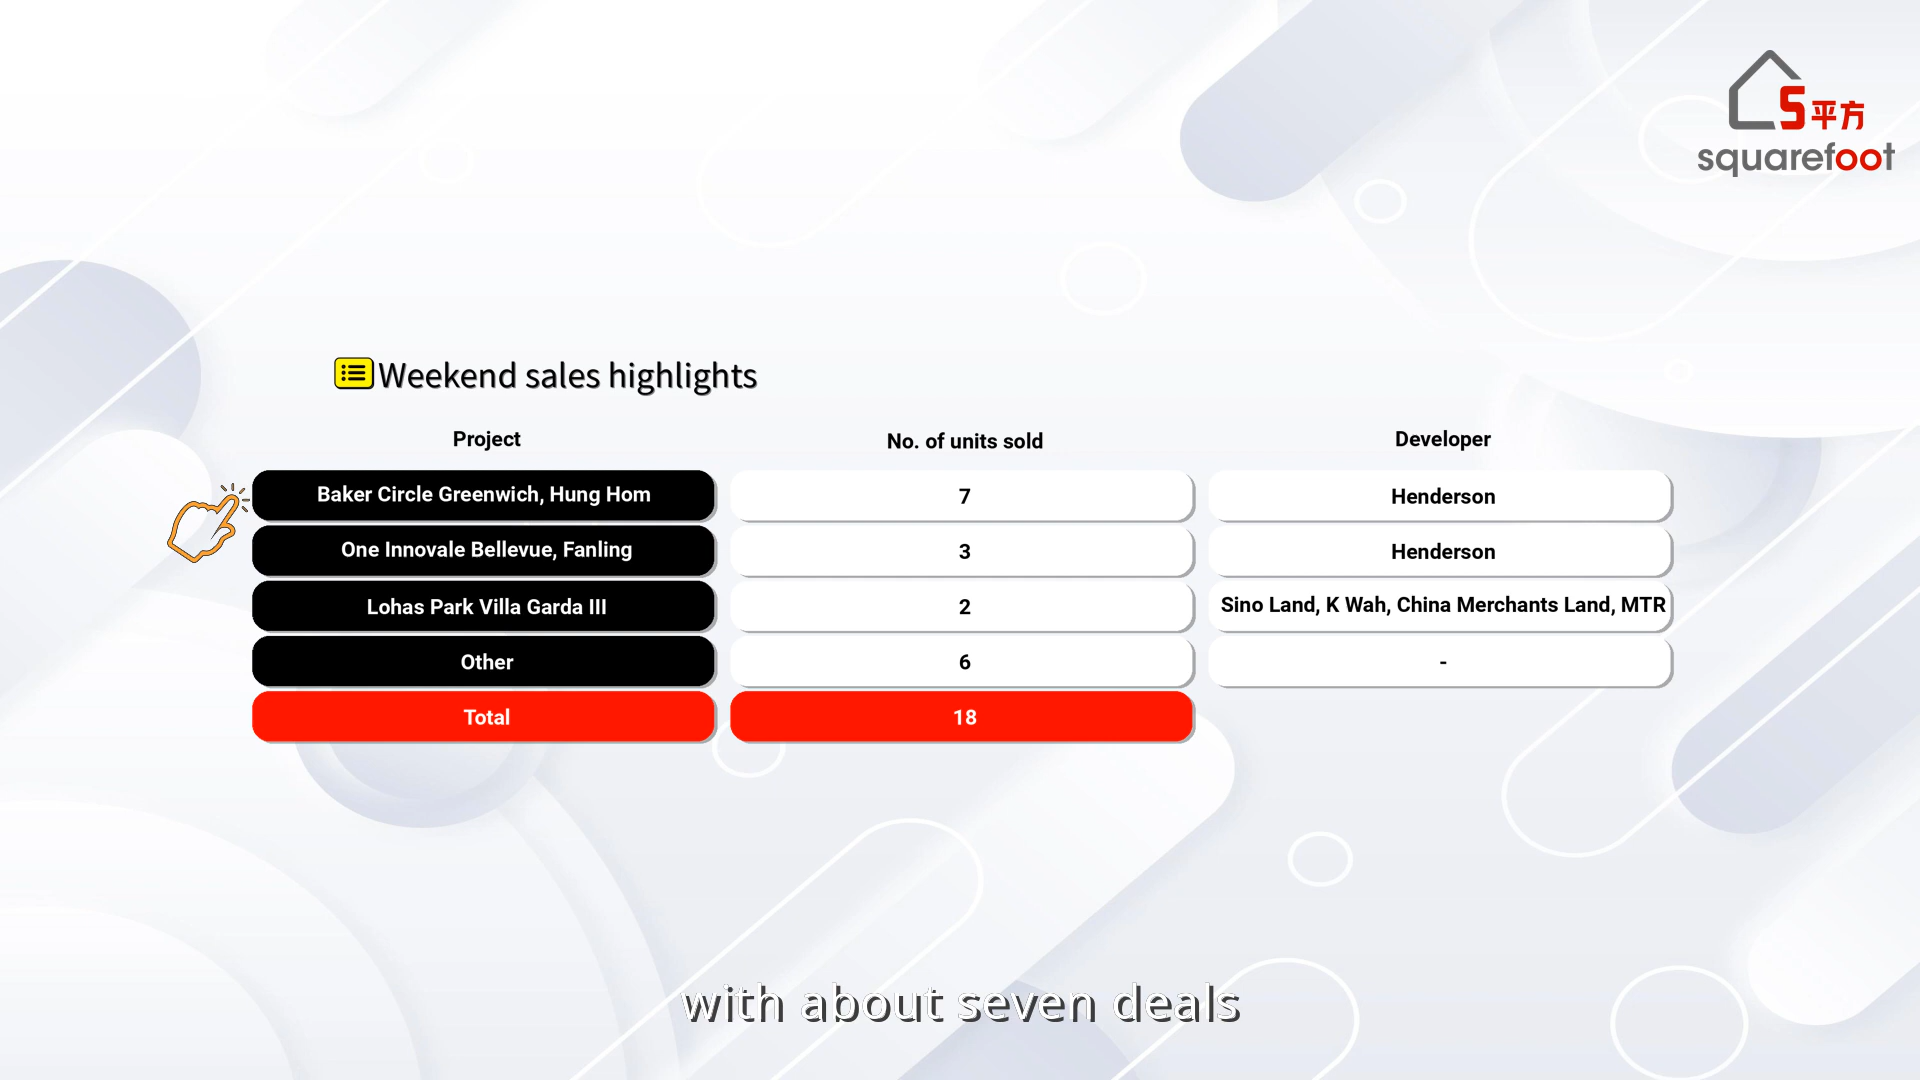 S平方
squarefoot
Weekend sales highlights
Project No. of units sold Developer
Baker Circle Greenwich, Hung Hom 7 Henderson
One Innovale Bellevue, Fanling 3 Henderson
Lohas Park Villa Garda III 2 Sino Land, K Wah, China Merchants Land, MTR
Other 6 -
Total 18
with about seven deals